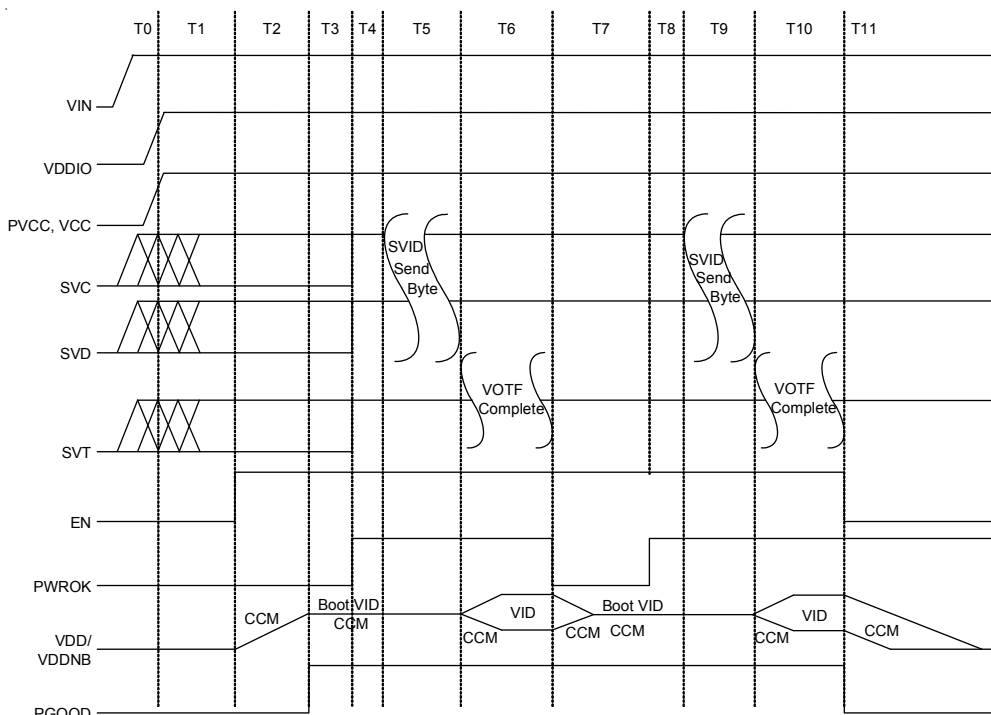 T0 T1 T2 T3 T4 T5 T6 T7 T8 T9 T10 T11
VIN
VDDIO
PVCC, VCC
SVID
Send
Byte
SVID
Send
Byte
SVC
SVD
VOTF
Complete
VOTF
Complete
SVT
EN
PWROK
CCM
Boot VID
CCM
VID
CCM
CCM
Boot VID
CCM
VID
CCM
CCM
VDD/
VDDNB
PGOOD